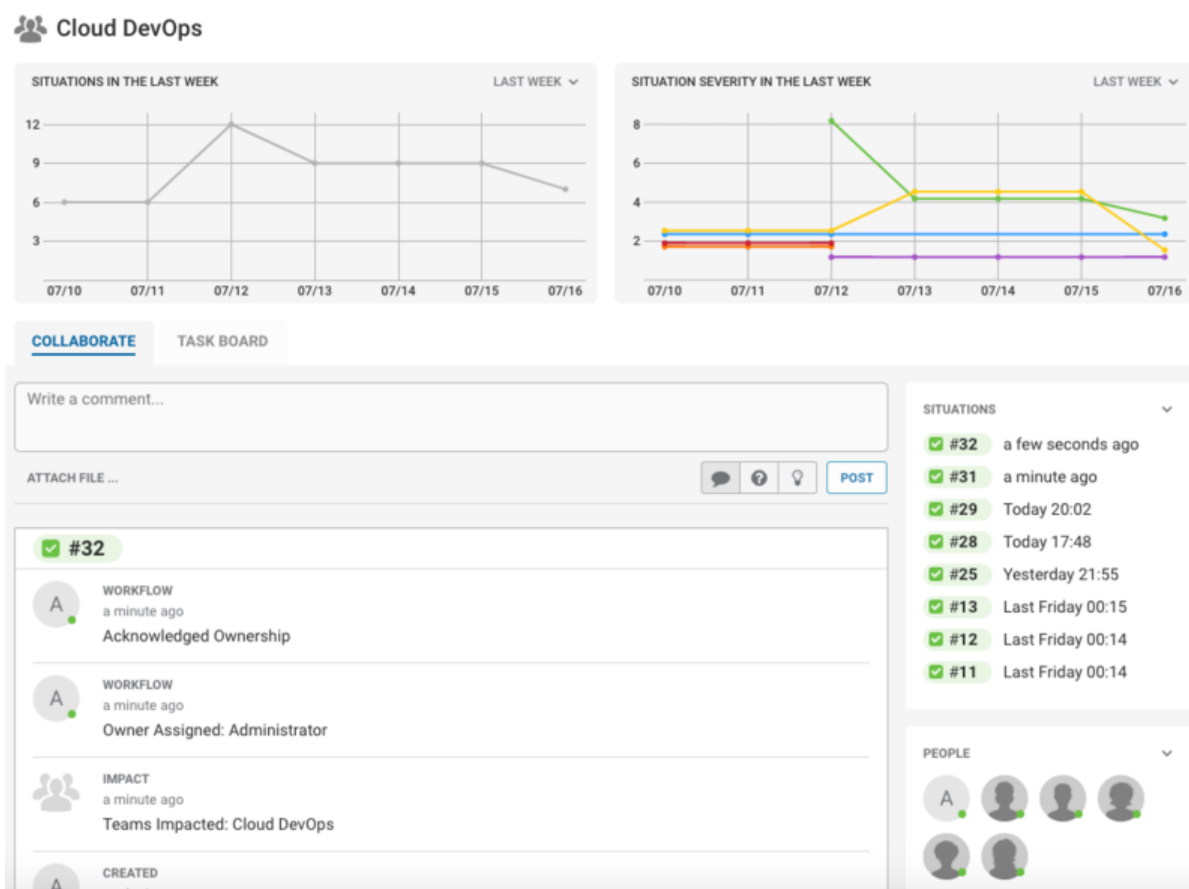 Cloud DevOps
SITUATIONS IN THE LAST WEEK
LAST WEEK
12
9
6
3
07/10 07/11 07/12 07/13 07/14 07/15 07/16
SITUATION SEVERITY IN THE LAST WEEK
LAST WEEK
8
6
4
2
07/10 07/11 07/12 07/13 07/14 07/15 07/16
COLLABORATE TASK BOARD
Write a comment...
ATTACH FILE ...
POST
#32
A
WORKFLOW
a minute ago
Acknowledged Ownership
A
WORKFLOW
a minute ago
Owner Assigned: Administrator
IMPACT
a minute ago
Teams Impacted: Cloud DevOps
A
CREATED
SITUATIONS
#32 a few seconds ago
#31 a minute ago
#29 Today 20:02
#28 Today 17:48
#25 Yesterday 21:55
#13 Last Friday 00:15
#12 Last Friday 00:14
#11 Last Friday 00:14
PEOPLE
A